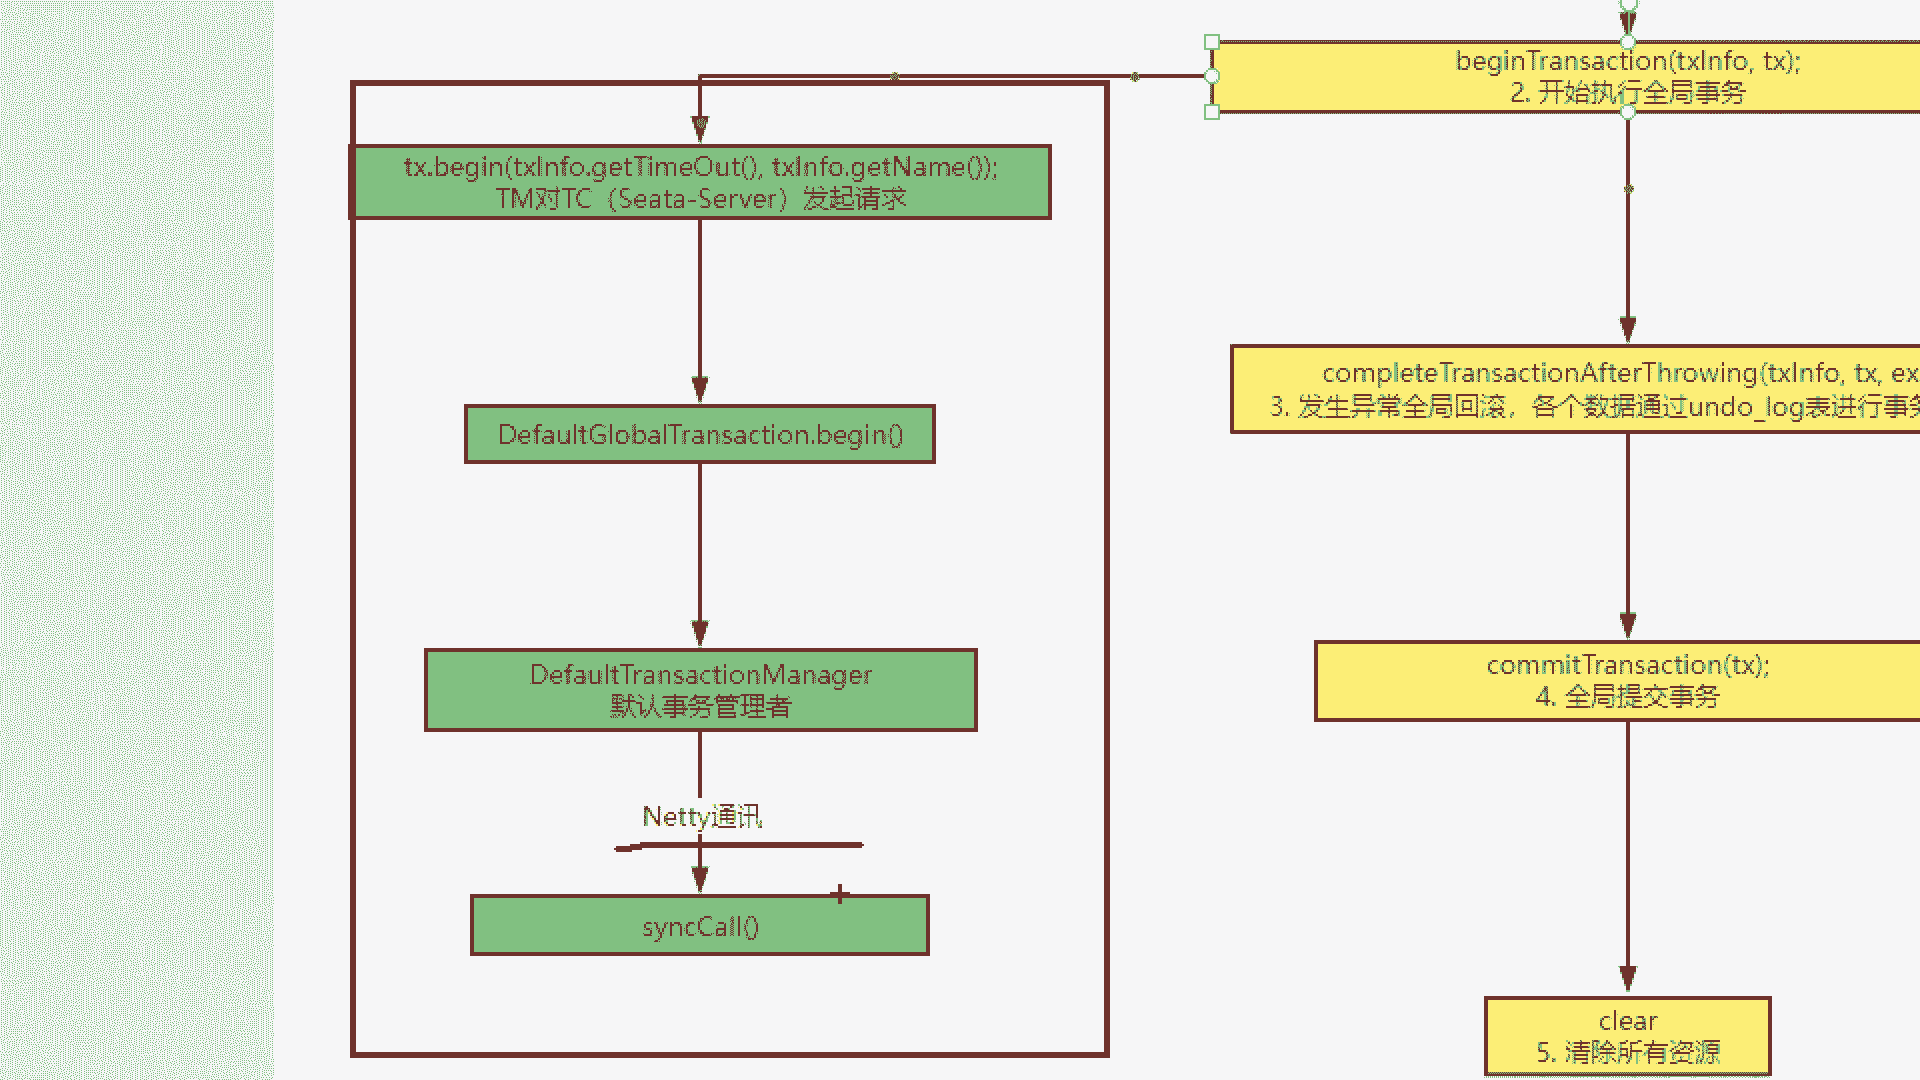 beginTransaction(txInfo, tx);
2. 开始执行全局事务
tx.begin(txInfo.getTimeOut(), txInfo.getName());
TM对TC（Seata-Server）发起请求
completeTransactionAfterThrowing(txInfo, tx, ex
3. 发生异常全局回滚，各个数据通过undo_log表进行事务
DefaultGlobalTransaction.begin()
DefaultTransactionManager
默认事务管理者
commitTransaction(tx);
4. 全局提交事务
Netty通讯
syncCall()
clear
5. 清除所有资源